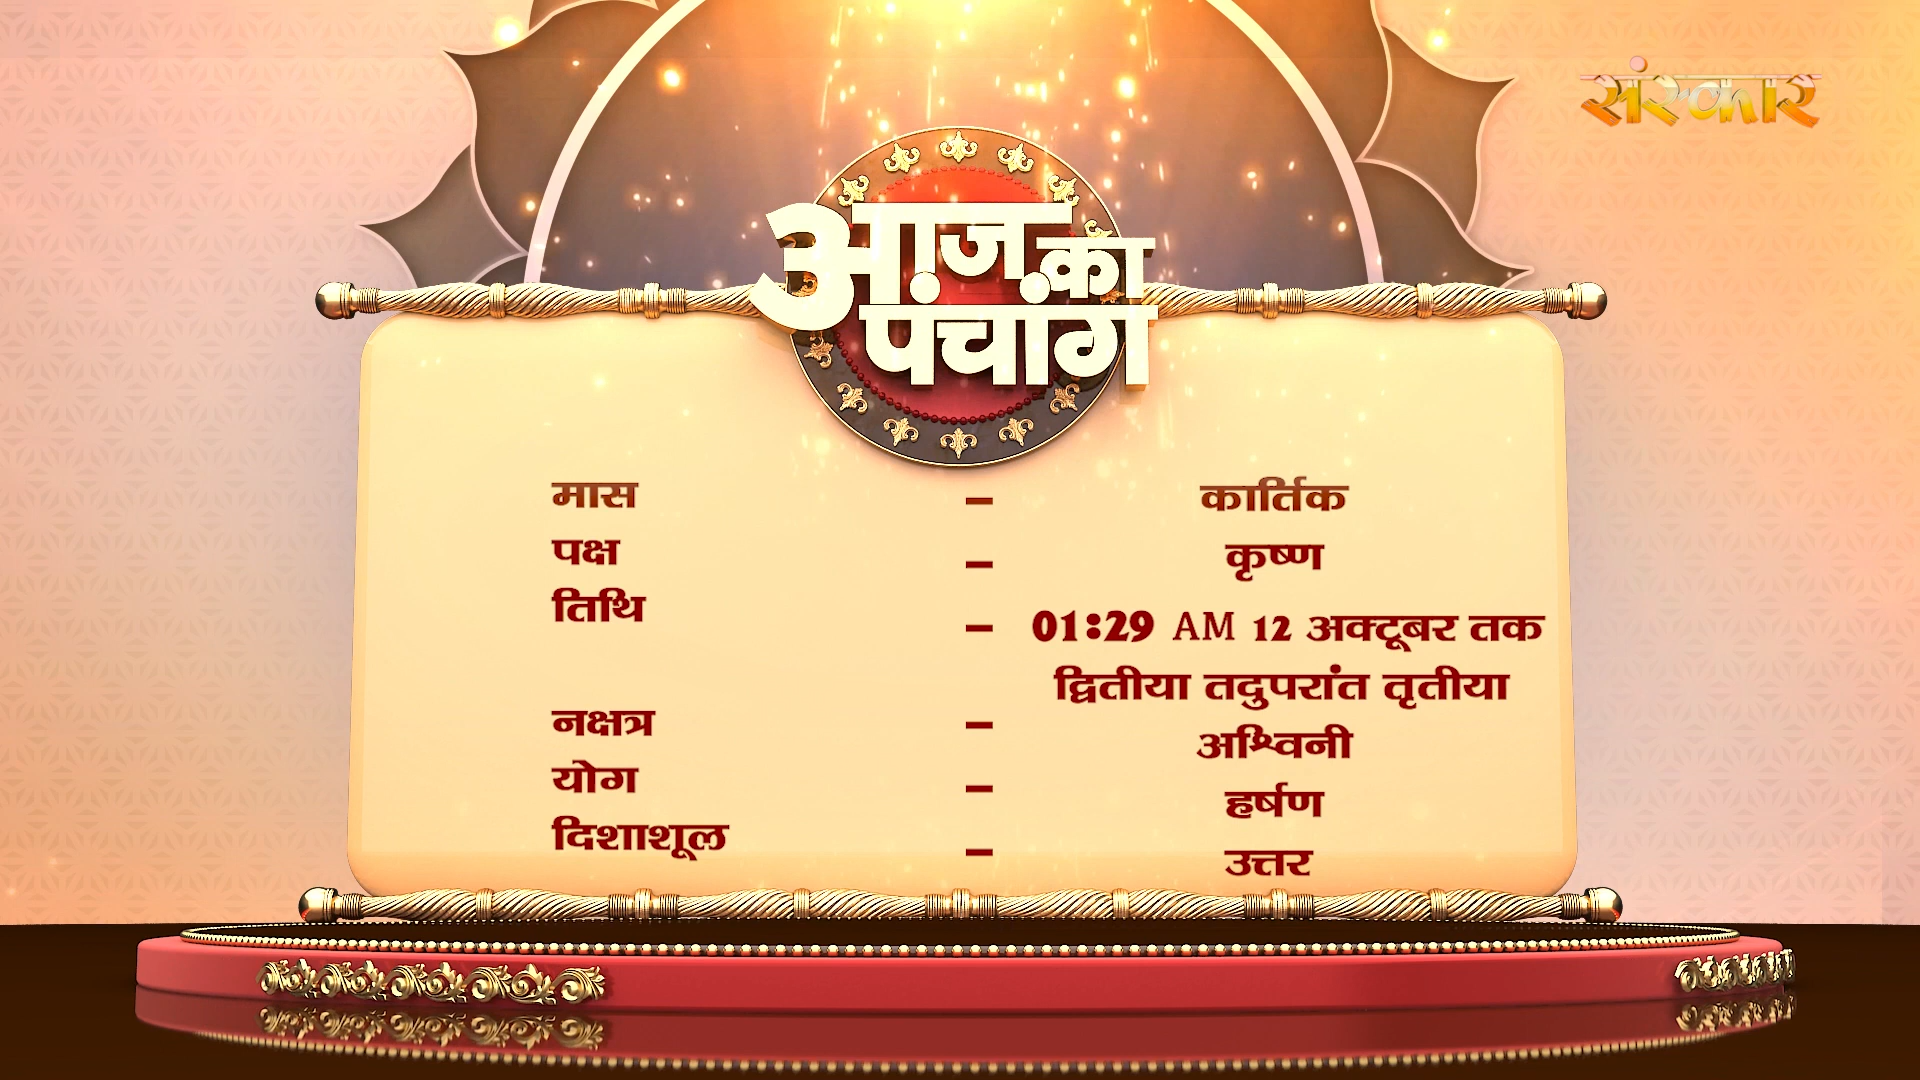 संस्कार
आज का
पंचांग
मास – कार्तिक
पक्ष – कृष्ण
तिथि – 01:29 AM 12 अक्टूबर तक
द्वितीया तदुपरांत तृतीया
नक्षत्र – अश्विनी
योग – हर्षण
दिशाशूल – उत्तर